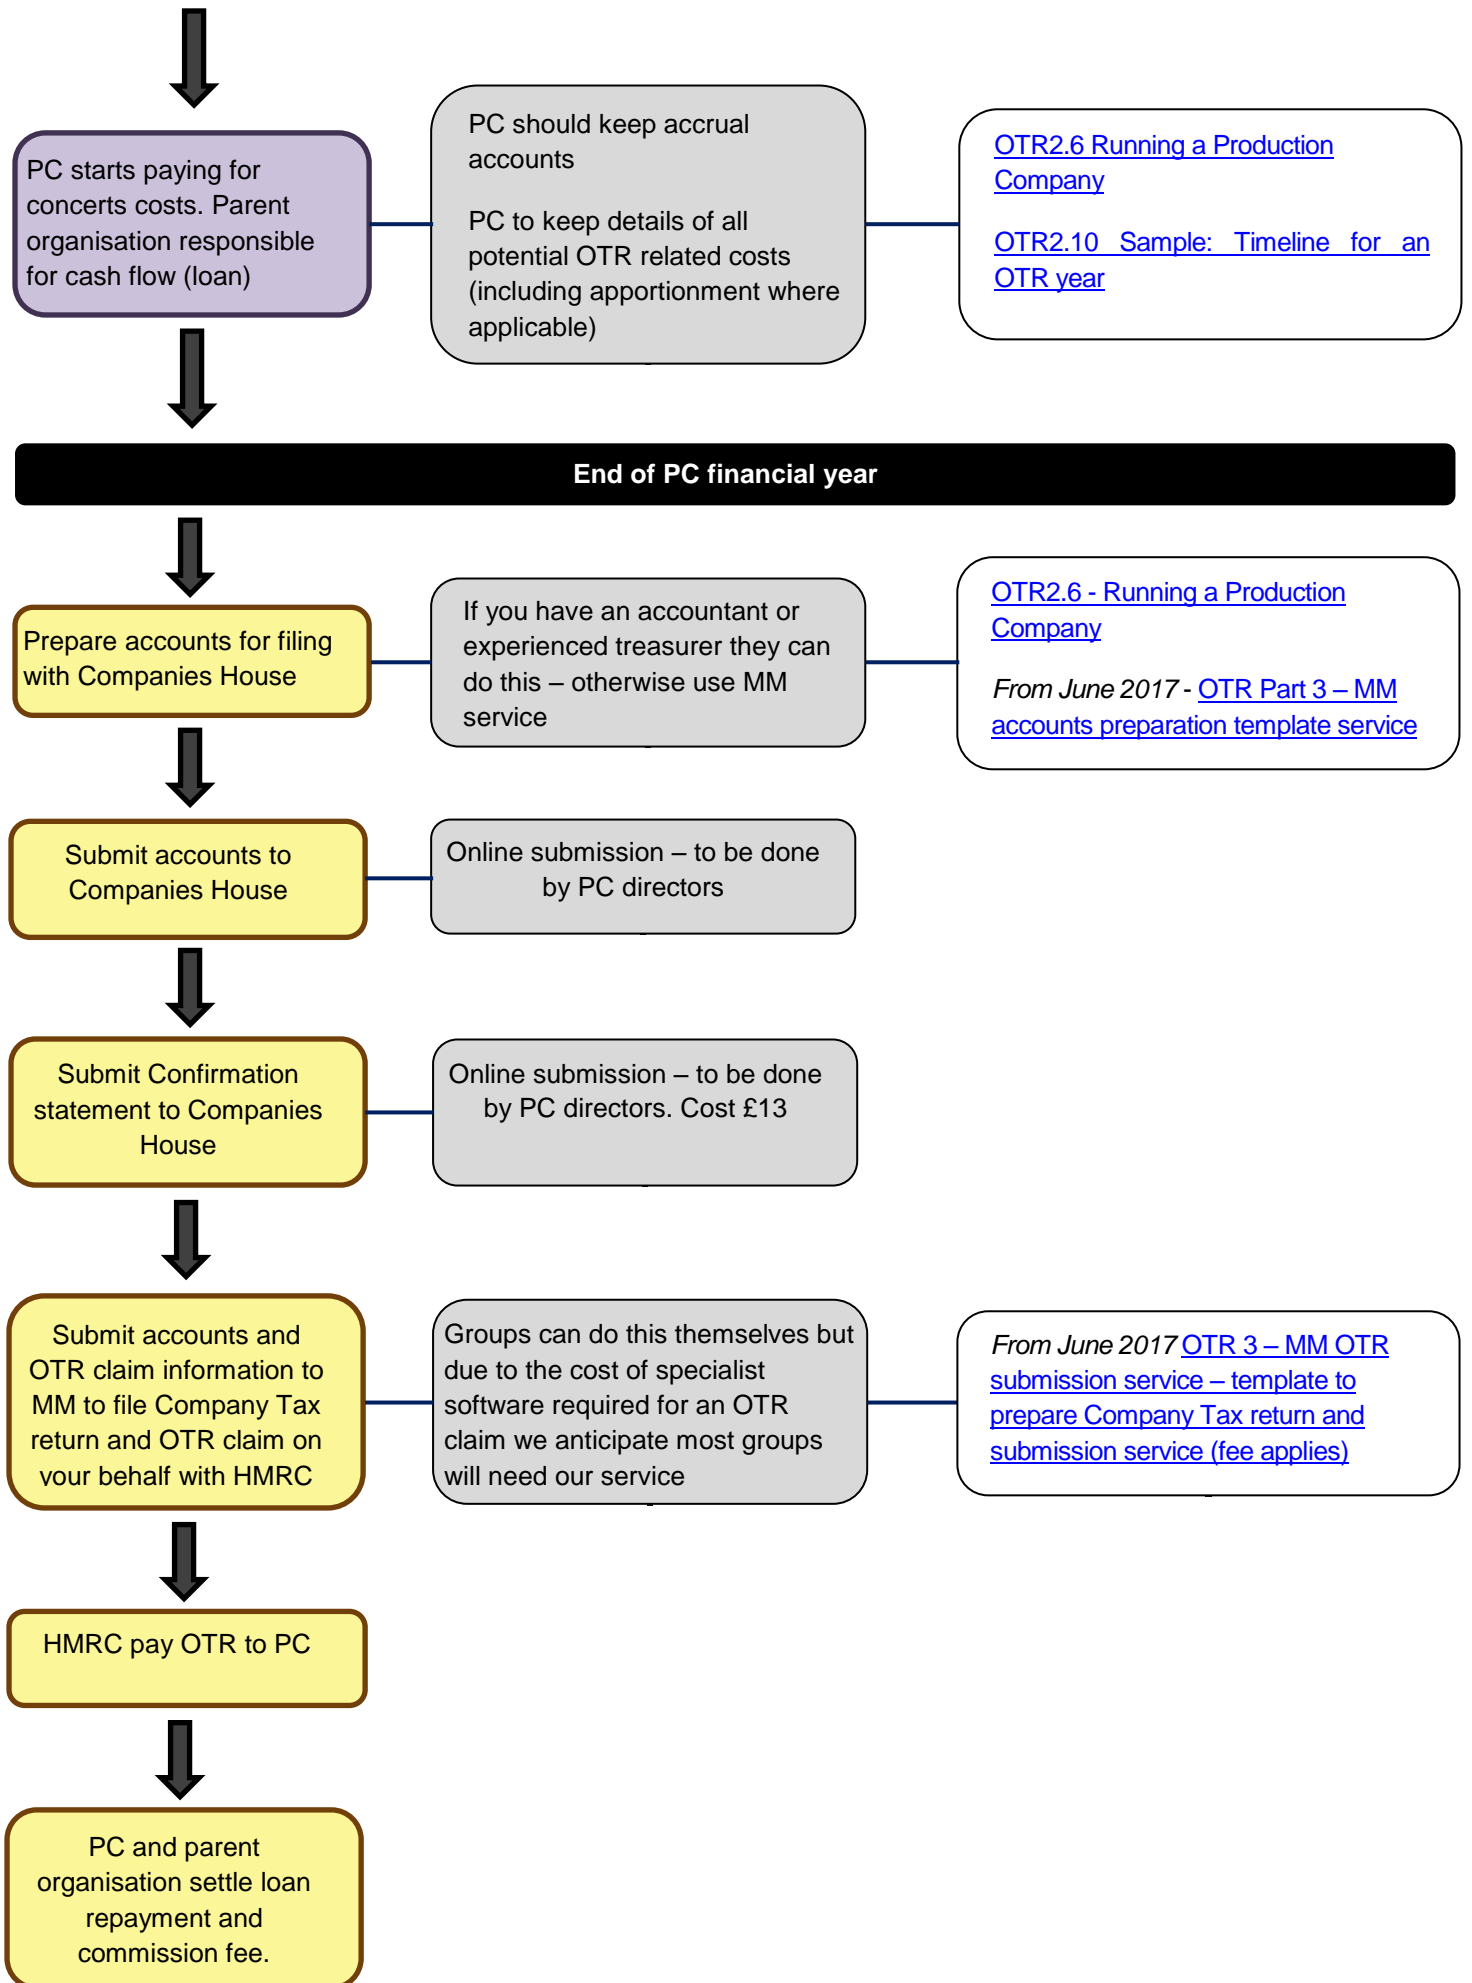 PC starts paying for
concerts costs. Parent
organisation responsible
for cash flow (loan)
PC should keep accrual
accounts
PC to keep details of all
potential OTR related costs
(including apportionment where
applicable)
OTR2.6 Running a Production
Company
OTR2.10 Sample: Timeline for an
OTR year
End of PC financial year
Prepare accounts for filing
with Companies House
If you have an accountant or
experienced treasurer they can
do this – otherwise use MM
service
OTR2.6 - Running a Production
Company
From June 2017 - OTR Part 3 – MM
accounts preparation template service
Submit accounts to
Companies House
Online submission – to be done
by PC directors
Submit Confirmation
statement to Companies
House
Online submission – to be done
by PC directors. Cost £13
Submit accounts and
OTR claim information to
MM to file Company Tax
return and OTR claim on
your behalf with HMRC
Groups can do this themselves but
due to the cost of specialist
software required for an OTR
claim we anticipate most groups
will need our service
From June 2017 OTR 3 – MM OTR
submission service – template to
prepare Company Tax return and
submission service (fee applies)
HMRC pay OTR to PC
PC and parent
organisation settle loan
repayment and
commission fee.